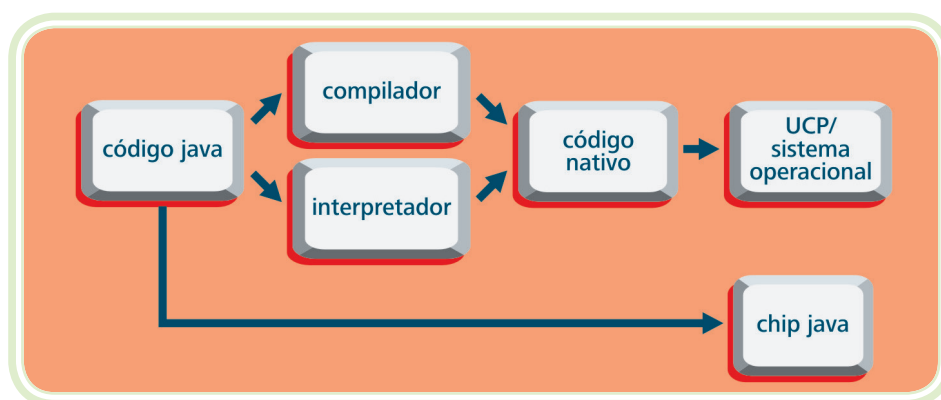 código java
compilador
interpretador
código
nativo
UCP/
sistema
operacional
chip java